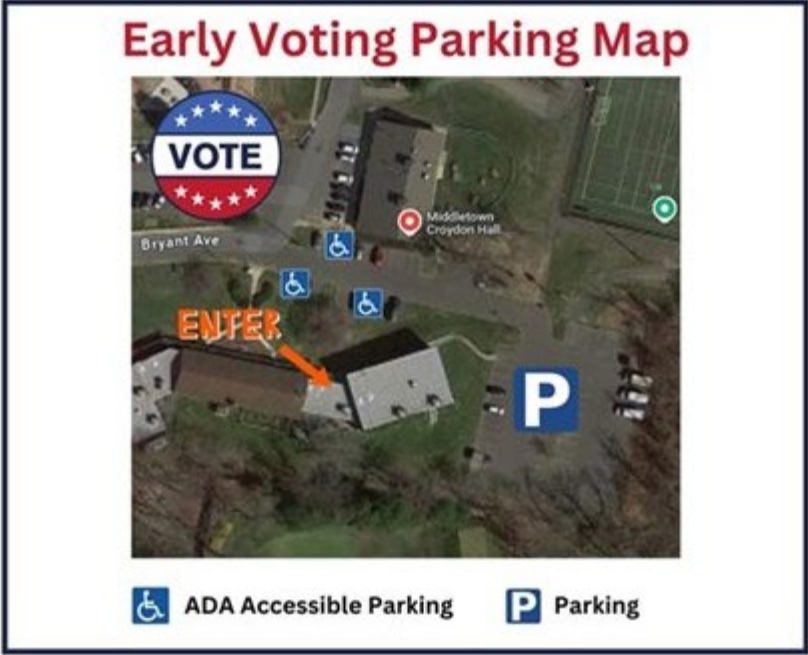 Early Voting Parking Map
VOTE
Middletown
Croydon Hall
Bryant Ave
ENTER
P
ADA Accessible Parking
P Parking